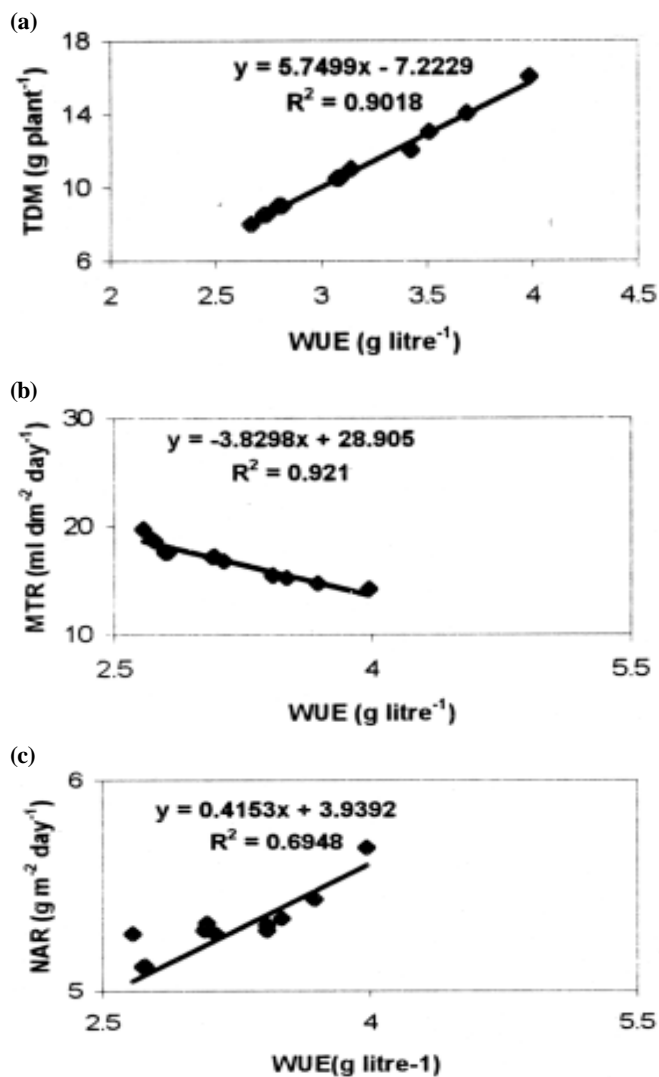 (a)
18
14
10
6
TDM (g plant⁻¹)
y = 5.7499x - 7.2229
R² = 0.9018
2 2.5 3 3.5 4 4.5
WUE (g litre⁻¹)
(b)
30
20
10
MTR (ml dm⁻² day⁻¹)
y = -3.8298x + 28.905
R² = 0.921
2.5 4 5.5
WUE (g litre⁻¹)
(c)
6
5
NAR (g m⁻² day⁻¹)
y = 0.4153x + 3.9392
R² = 0.6948
2.5 4 5.5
WUE(g litre-1)